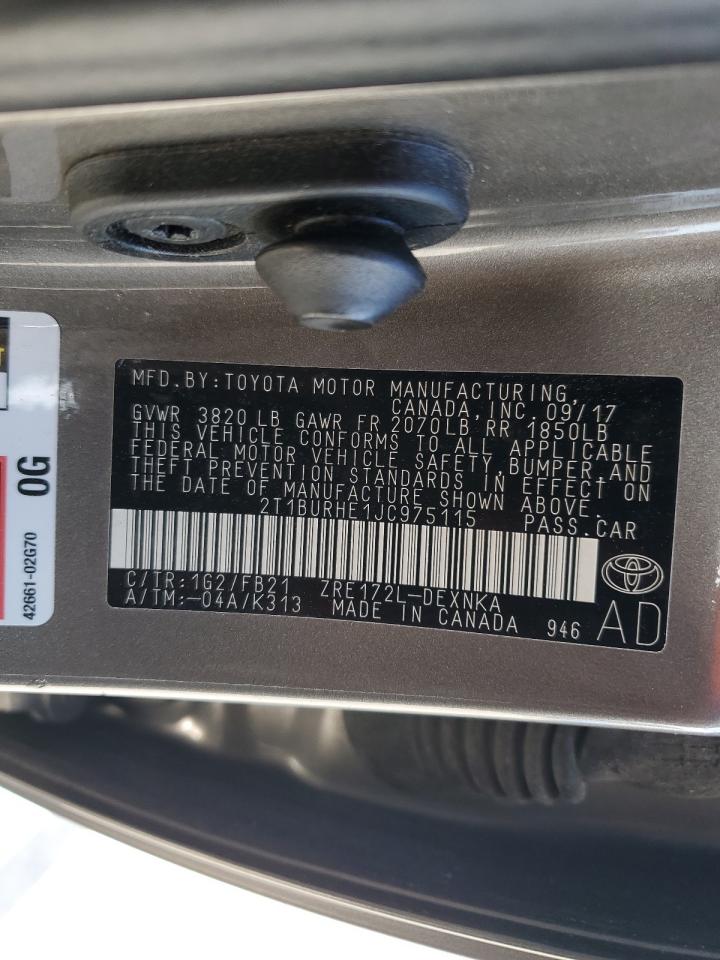 MFD.BY:TOYOTA MOTOR MANUFACTURING,
CANADA,INC. 09/17
GVWR 3820 LB GAWR FR 2070LB RR 1850LB
THIS VEHICLE CONFORMS TO ALL APPLICABLE
FEDERAL MOTOR VEHICLE SAFETY,BUMPER,AND
THEFT PREVENTION STANDARDS IN EFFECT ON
THE DATE OF MANUFACTURE SHOWN ABOVE.
2T1BURHE1JC975115 PASS.CAR
C/TR:1G2/FB21 ZRE172L-DEXNKA
A/TM:-04A/K313 MADE IN CANADA 946
AD
0G
42661-02G70